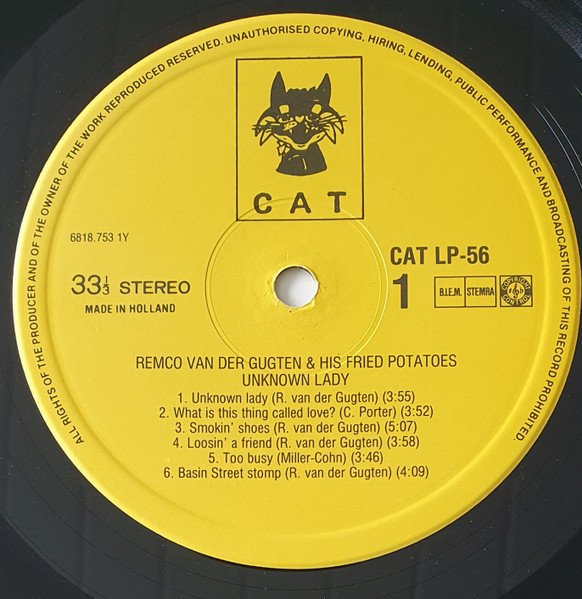 ALL RIGHTS OF THE PRODUCER AND OF THE OWNER OF THE WORK REPRODUCED RESERVED. UNAUTHORISED COPYING, HIRING, LENDING, PUBLIC PERFORMANCE AND BROADCASTING OF THIS RECORD PROHIBITED.
CAT
6818.753 1Y
CAT LP-56
33 1/3 STEREO
1
B.I.E.M. STEMRA
COPYRIGHT CONTROL
MADE IN HOLLAND
REMCO VAN DER GUGTEN & HIS FRIED POTATOES
UNKNOWN LADY
1. Unknown lady (R. van der Gugten) (3:55)
2. What is this thing called love? (C. Porter) (3:52)
3. Smokin' shoes (R. van der Gugten) (5:07)
4. Loosin' a friend (R. van der Gugten) (3:58)
5. Too busy (Miller-Cohn) (3:46)
6. Basin Street stomp (R. van der Gugten) (4:09)